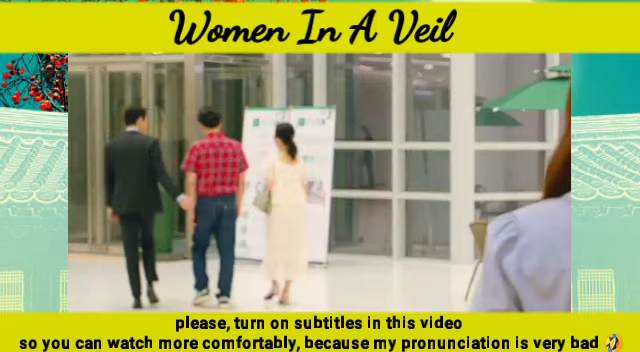 Women In A Veil
please, turn on subtitles in this video
so you can watch more comfortably, because my pronunciation is very bad 🤣